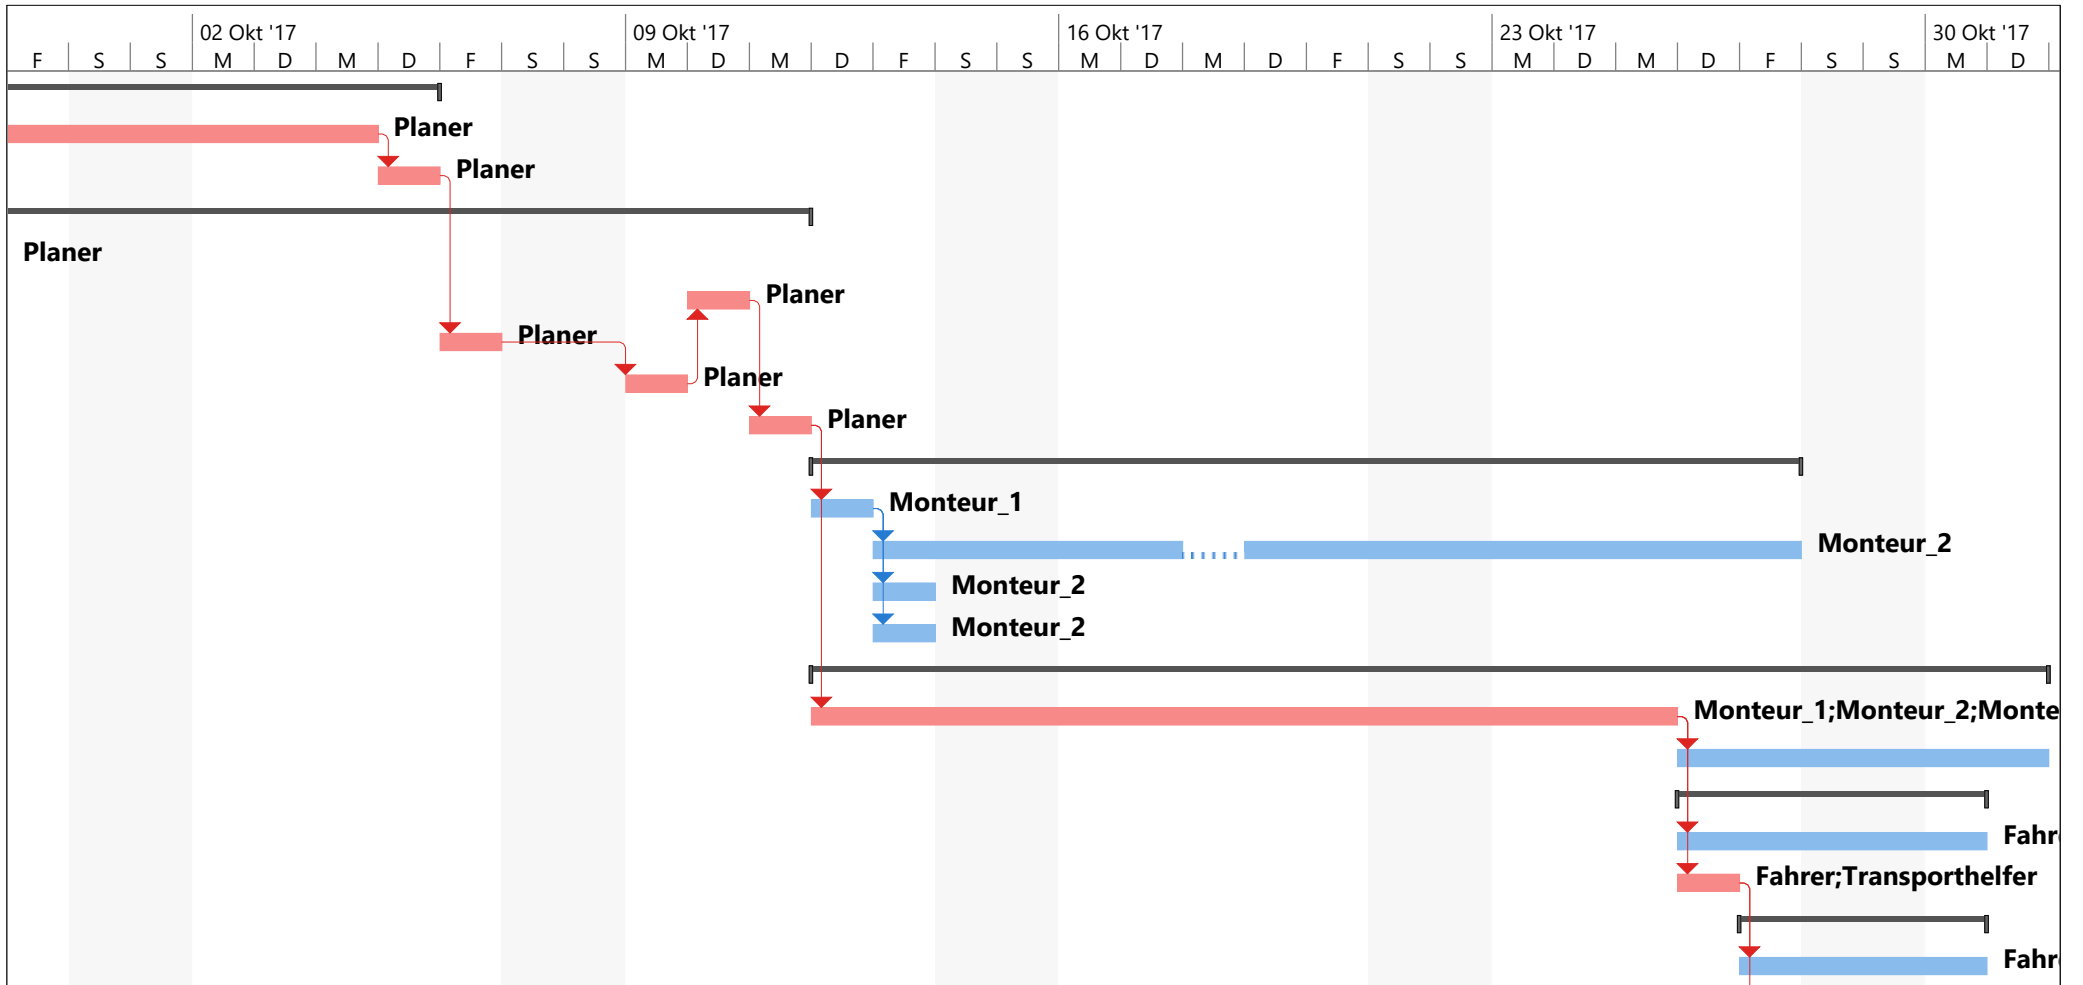 02 Okt '17 09 Okt '17 16 Okt '17 23 Okt '17 30 Okt '17
F S S M D M D F S S M D M D F S S M D M D F S S M D M D F S S M D
Planer
Planer
Planer
Planer
Planer
Planer
Planer
Monteur_1
Monteur_2
Monteur_2
Monteur_2
Monteur_1;Monteur_2;Monte
Fahr
Fahrer;Transporthelfer
Fahr